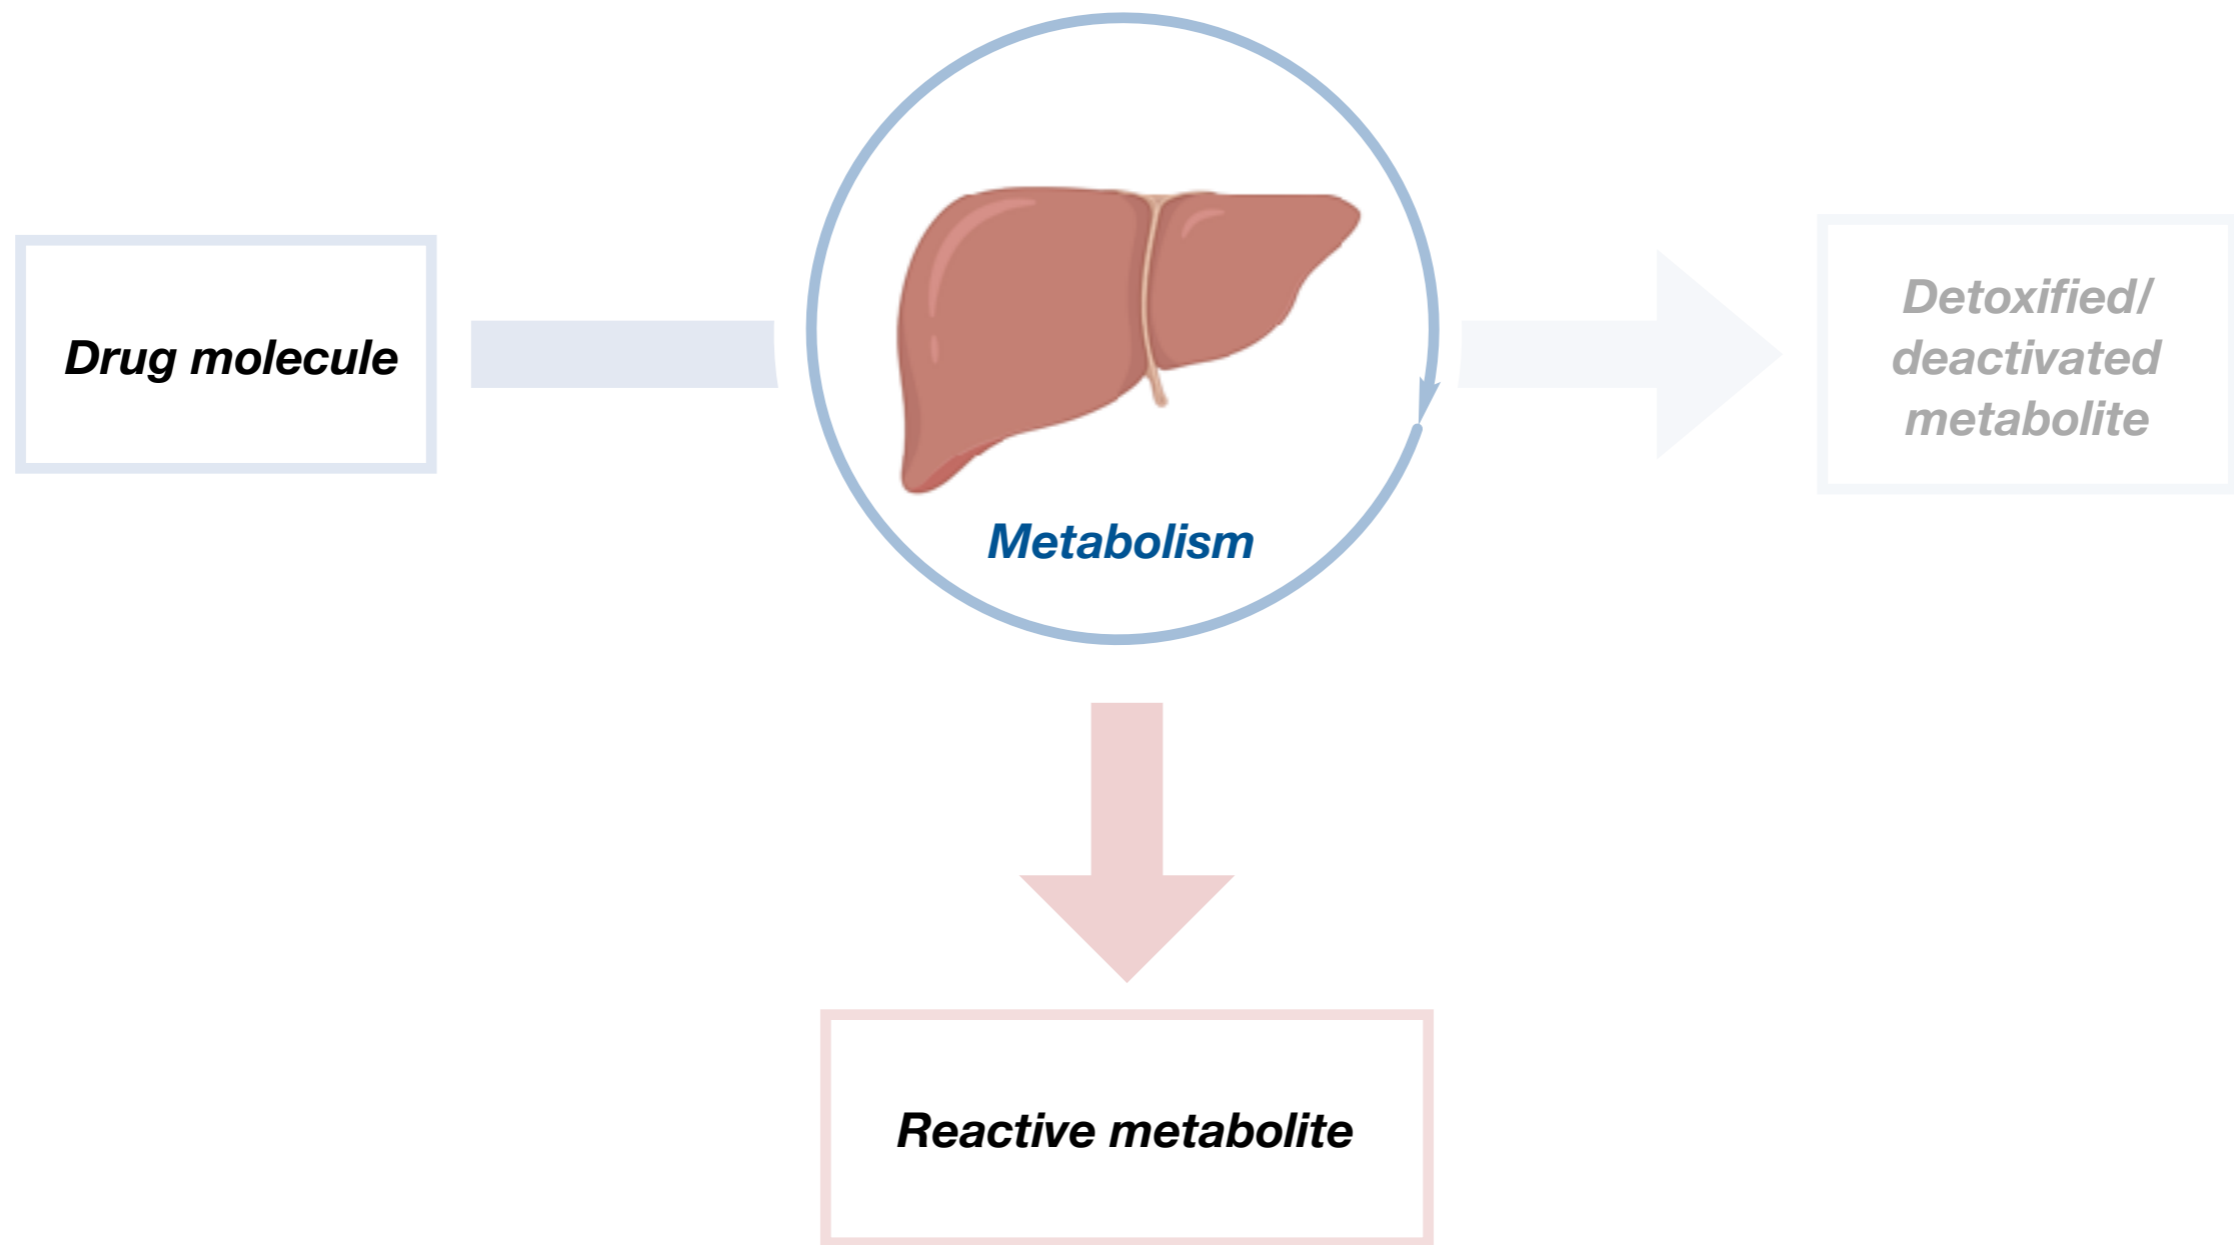 Drug molecule
Metabolism
Detoxified/
deactivated
metabolite
Reactive metabolite